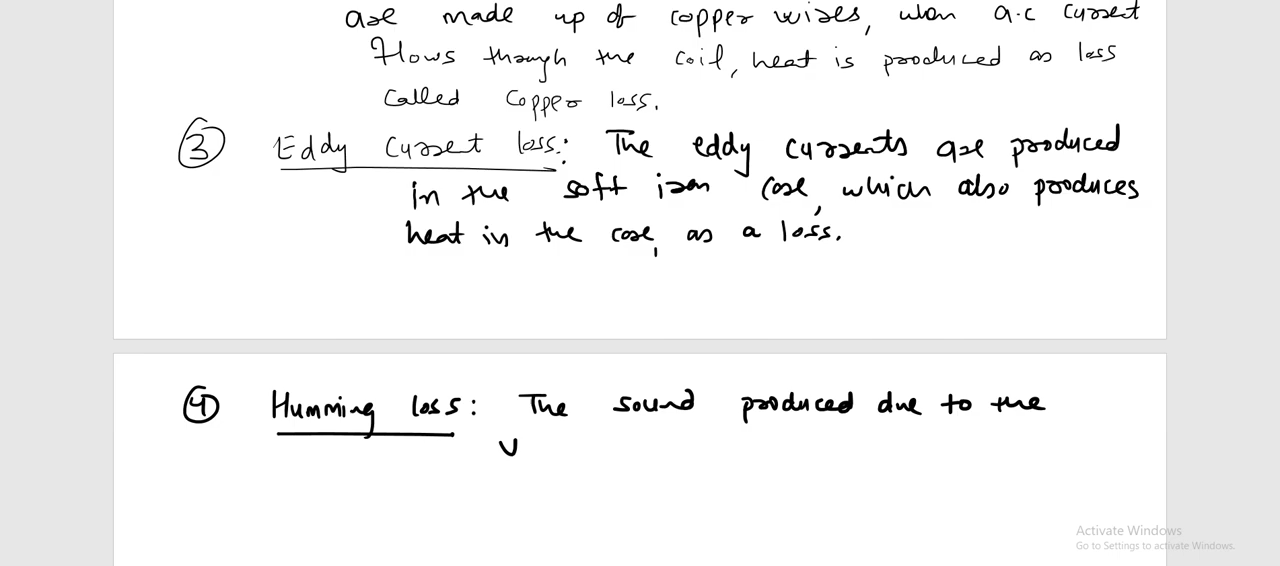 are made up of copper wires, when a.c current
flows through the coil, heat is produced as loss
called copper loss.
③ Eddy current loss: The eddy currents are produced
in the soft iron core, which also produces
heat in the core, as a loss.
④ Humming loss: The sound produced due to the
v
Activate Windows
Go to Settings to activate Windows.